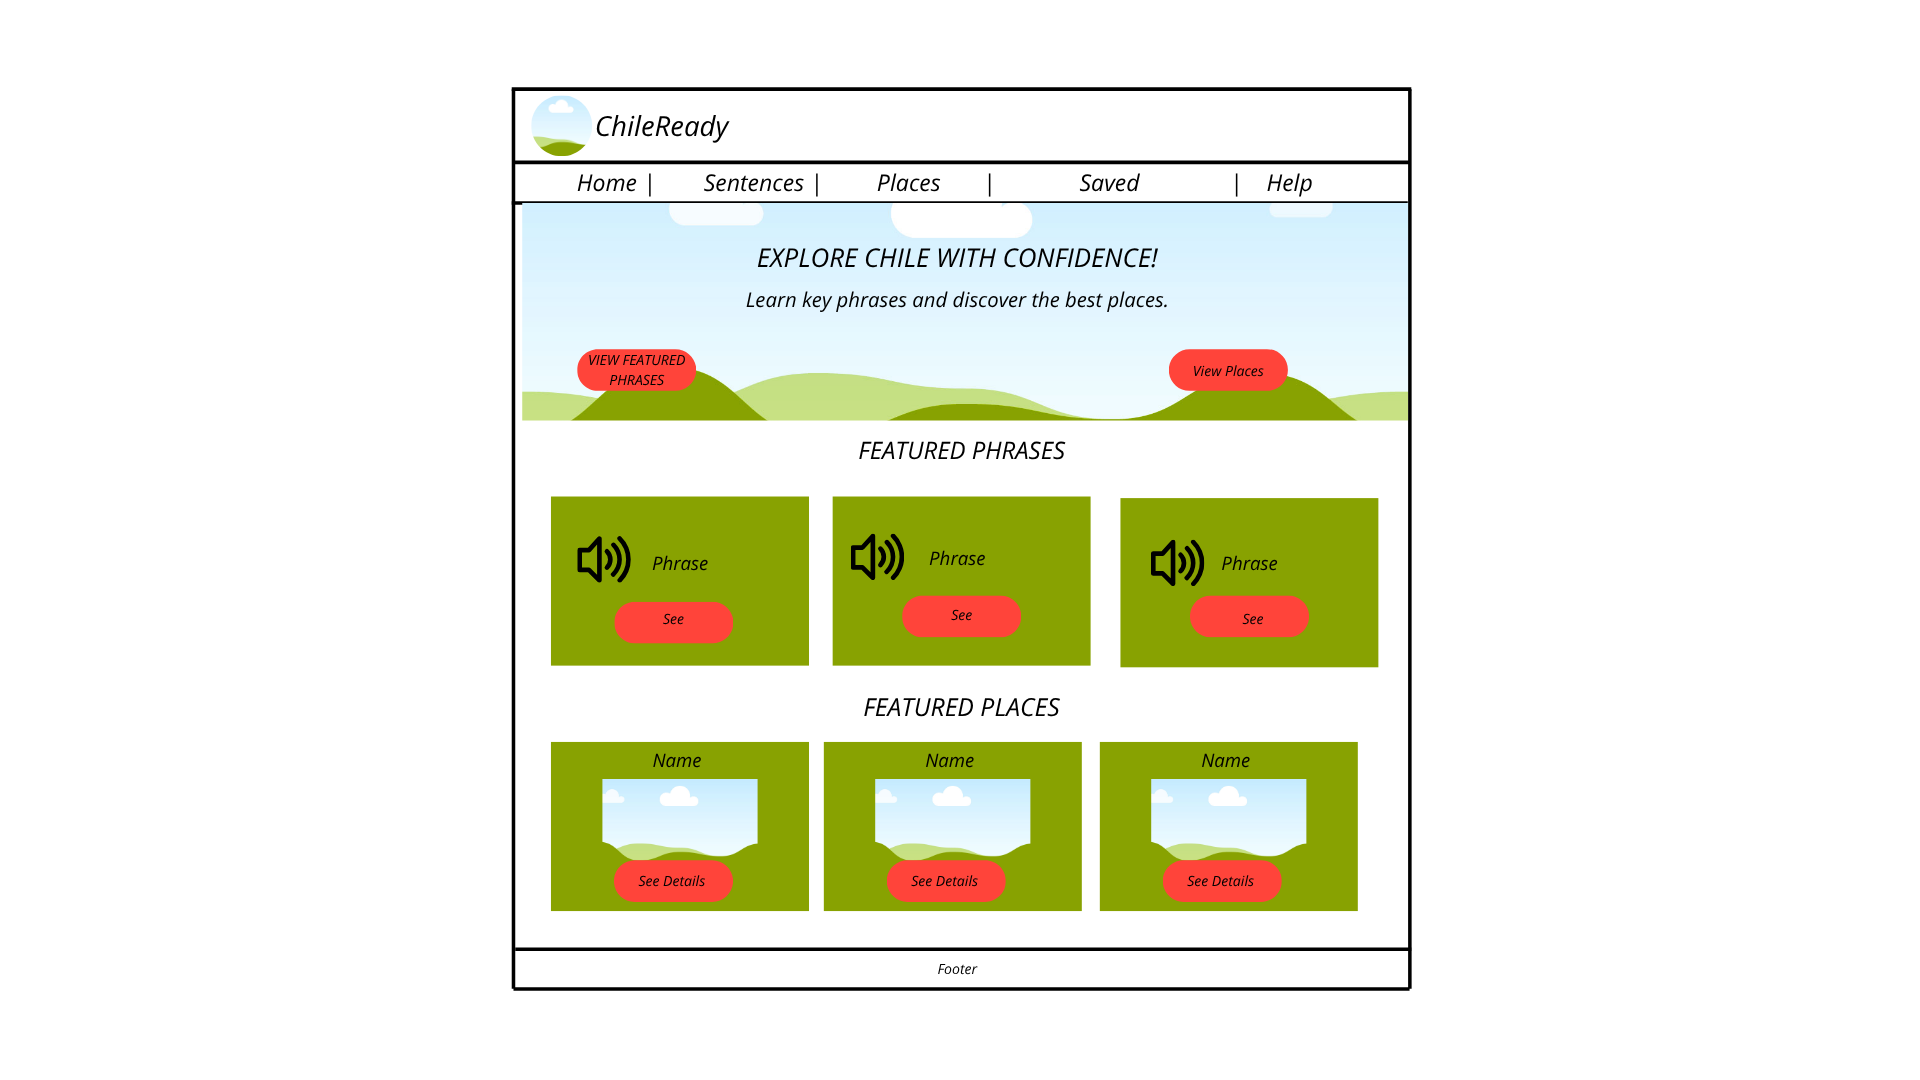 ChileReady
Home | Sentences | Places | Saved | Help
EXPLORE CHILE WITH CONFIDENCE!
Learn key phrases and discover the best places.
VIEW FEATURED
PHRASES
View Places
FEATURED PHRASES
Phrase
See
Phrase
See
Phrase
See
FEATURED PLACES
Name
See Details
Name
See Details
Name
See Details
Footer